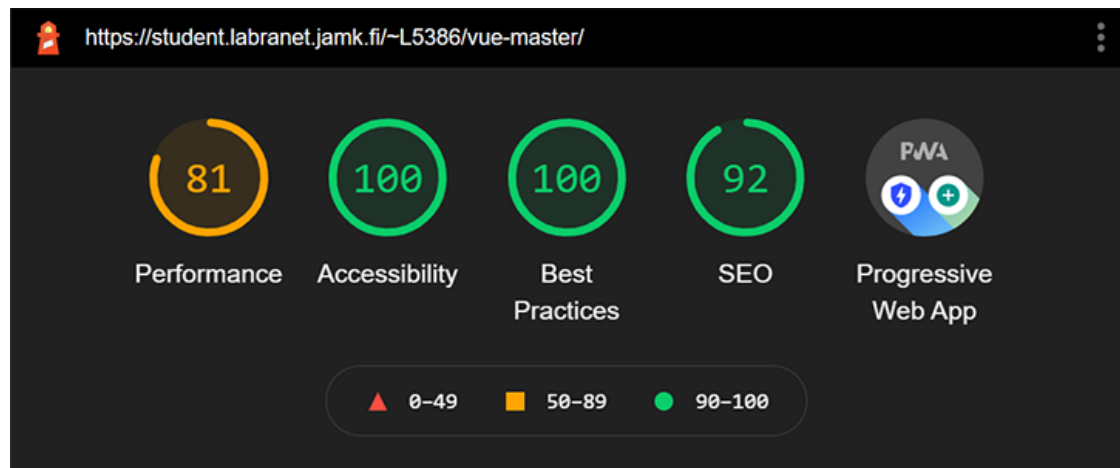 https://student.labranet.jamk.fi/~L5386/vue-master/
81
100
100
92
PWA
Performance
Accessibility
Best
Practices
SEO
Progressive
Web App
0–49
50–89
90–100